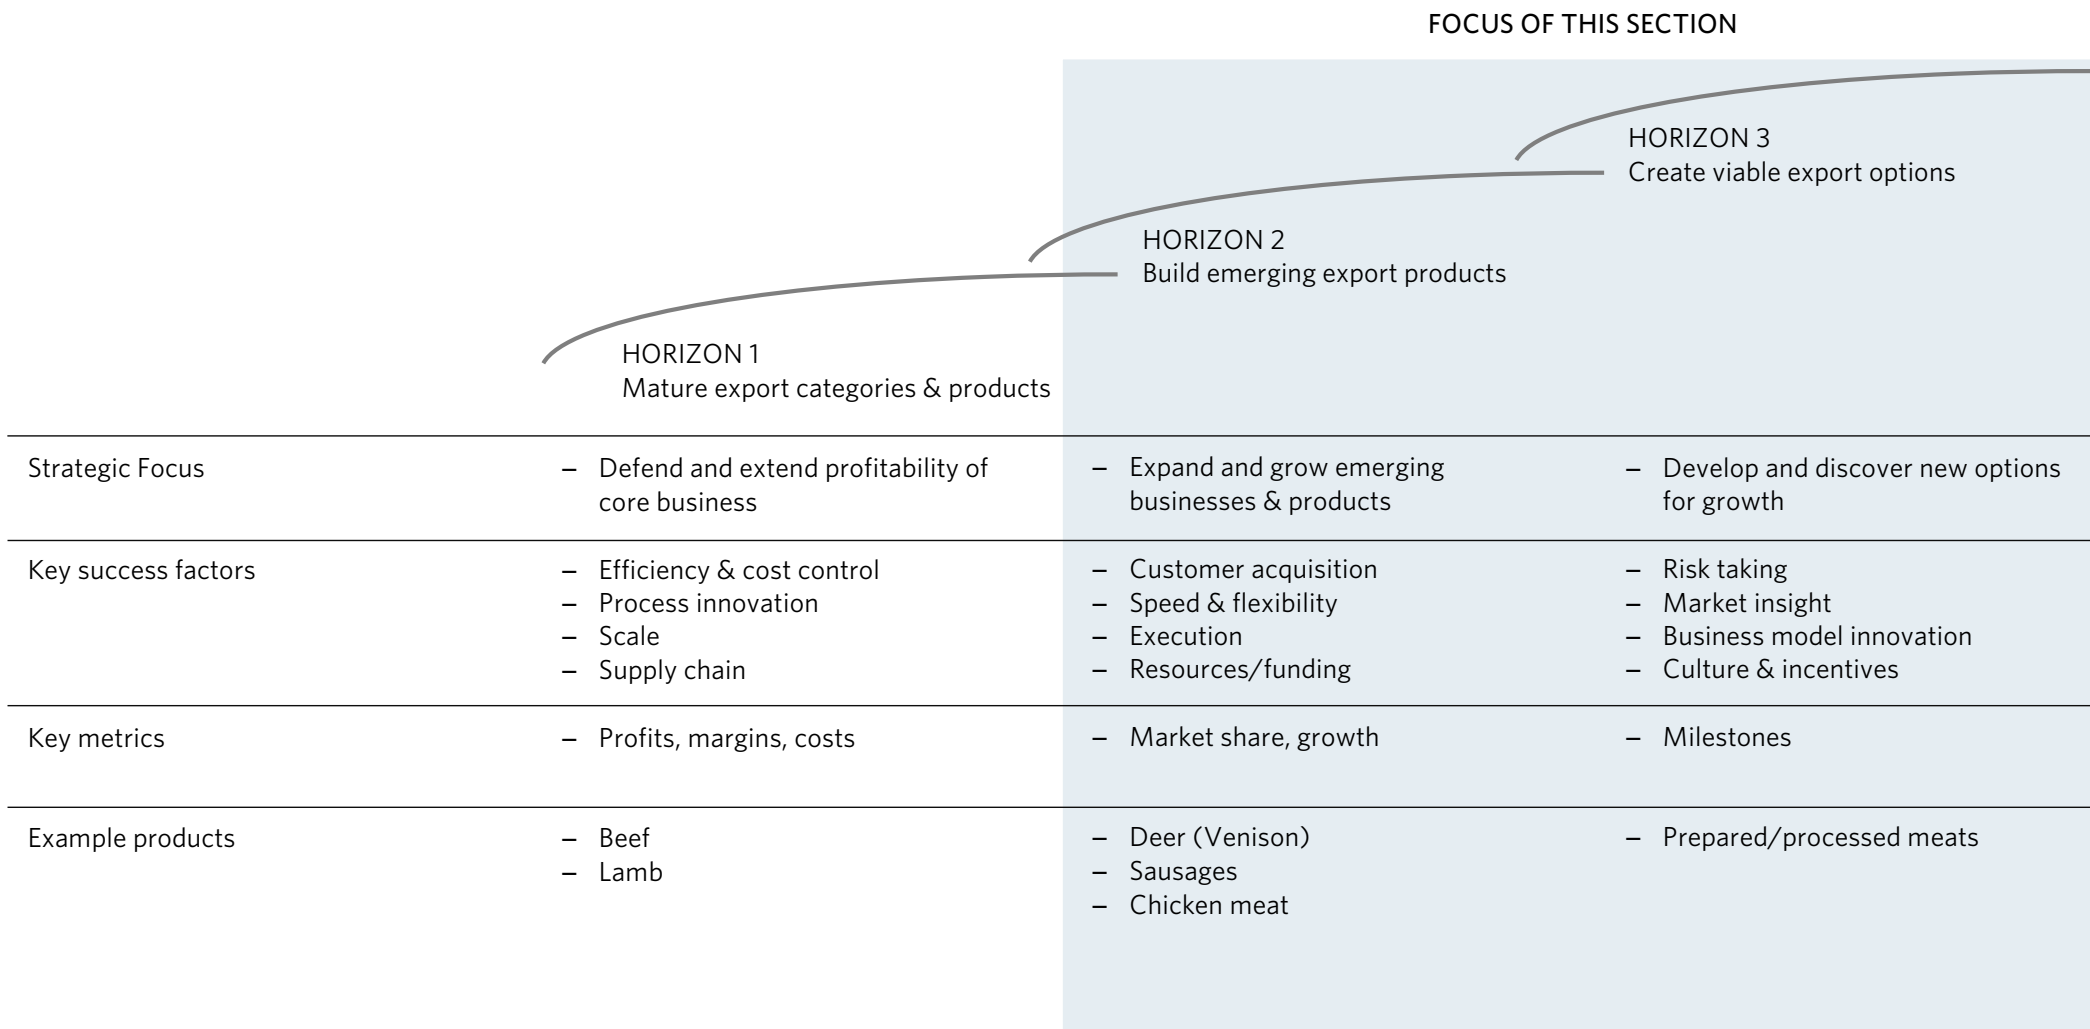 FOCUS OF THIS SECTION
HORIZON 3
Create viable export options
HORIZON 2
Build emerging export products
HORIZON 1
Mature export categories & products
Strategic Focus
– Defend and extend profitability of
core business
– Expand and grow emerging
businesses & products
– Develop and discover new options
for growth
Key success factors
– Efficiency & cost control
– Process innovation
– Scale
– Supply chain
– Customer acquisition
– Speed & flexibility
– Execution
– Resources/funding
– Risk taking
– Market insight
– Business model innovation
– Culture & incentives
Key metrics
– Profits, margins, costs
– Market share, growth
– Milestones
Example products
– Beef
– Lamb
– Deer (Venison)
– Sausages
– Chicken meat
– Prepared/processed meats